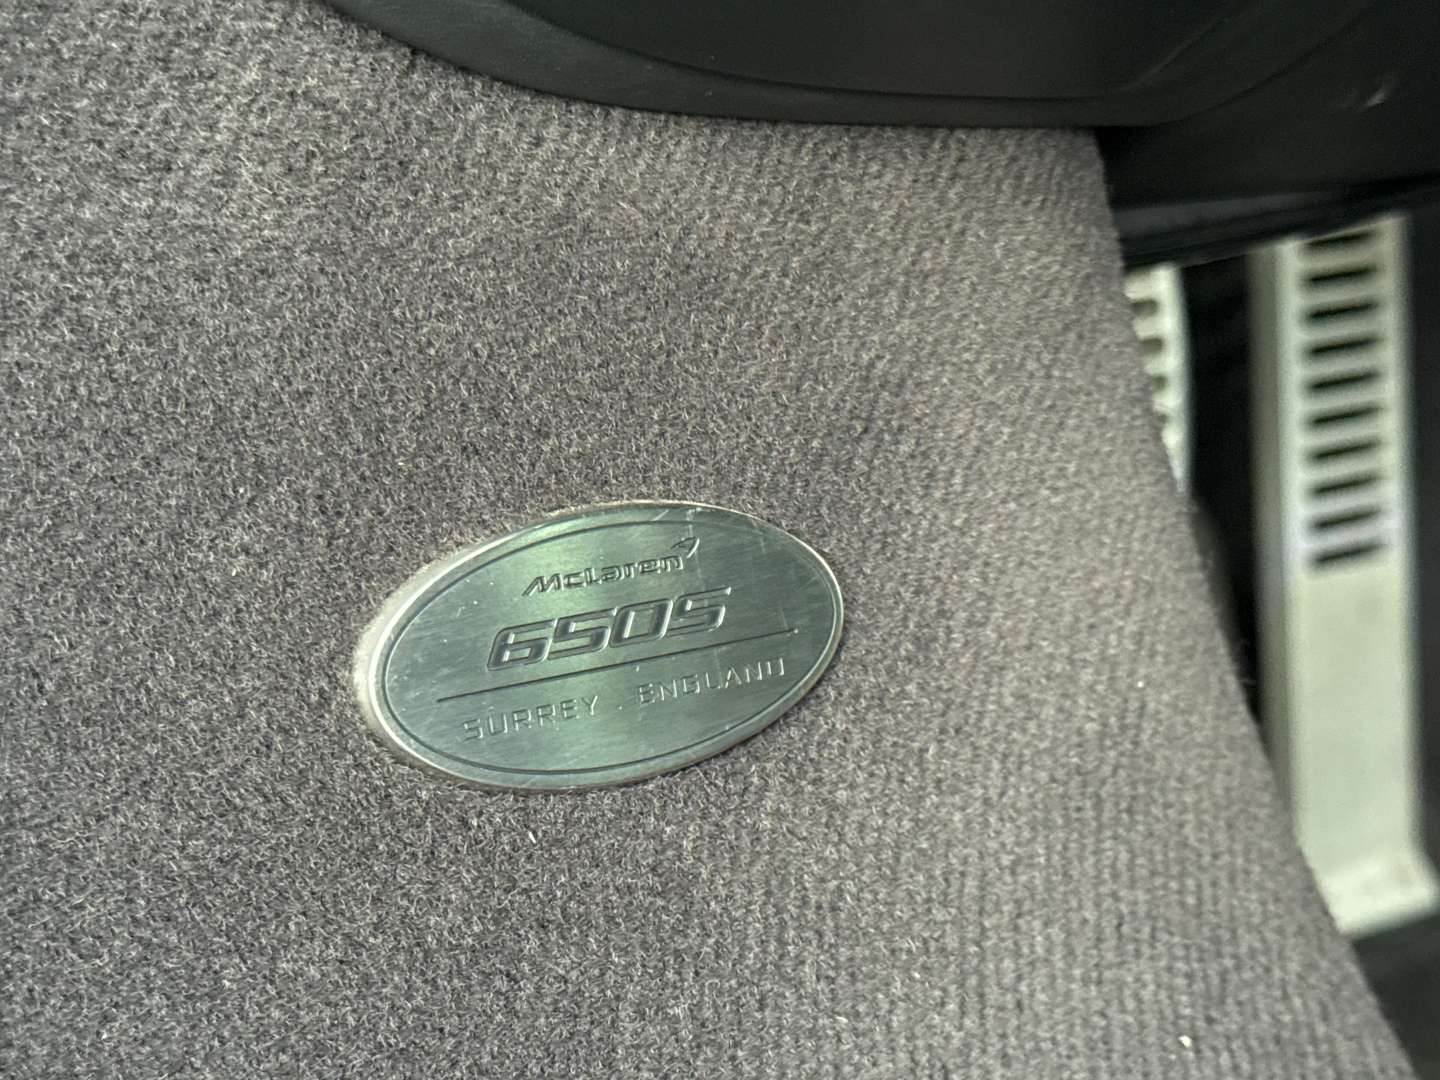 McLaren
650S
SURREY . ENGLAND